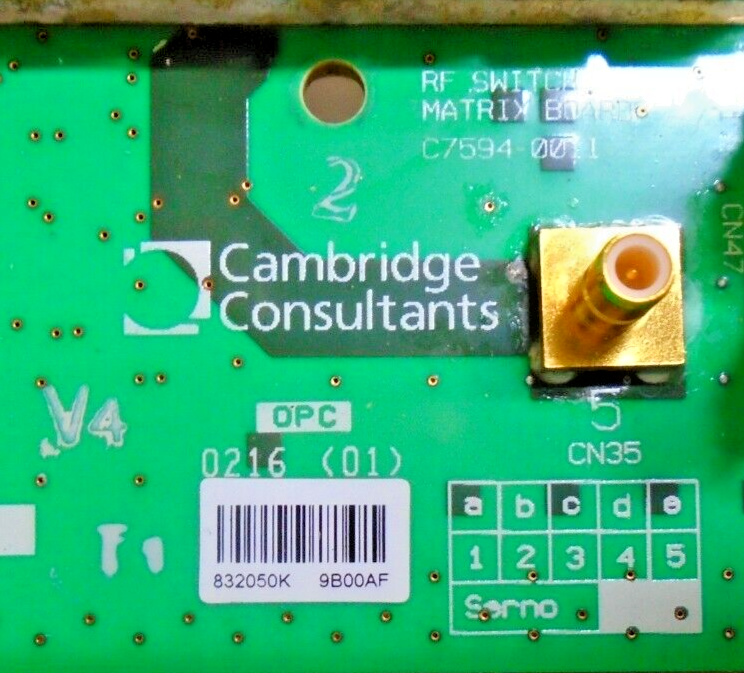 RF SWITCH
MATRIX BOARD
C7594-0011
2
CN47
Cambridge
Consultants
V4
OPC
0216 (01)
5
CN35
832050K 9B00AF
a b c d e
1 2 3 4 5
Serno